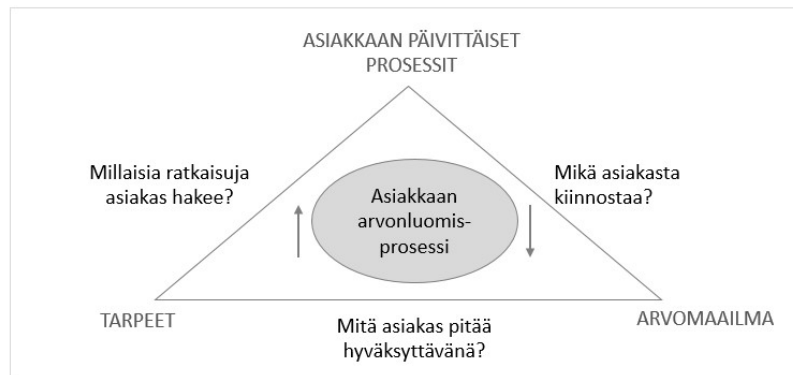 ASIAKKAAN PÄIVITTÄISET
PROSESSIT
Millaisia ratkaisuja
asiakas hakee?
Mikä asiakasta
kiinnostaa?
Asiakkaan
arvonluomis-
prosessi
TARPEET
ARVOMAAILMA
Mitä asiakas pitää
hyväksyttävänä?